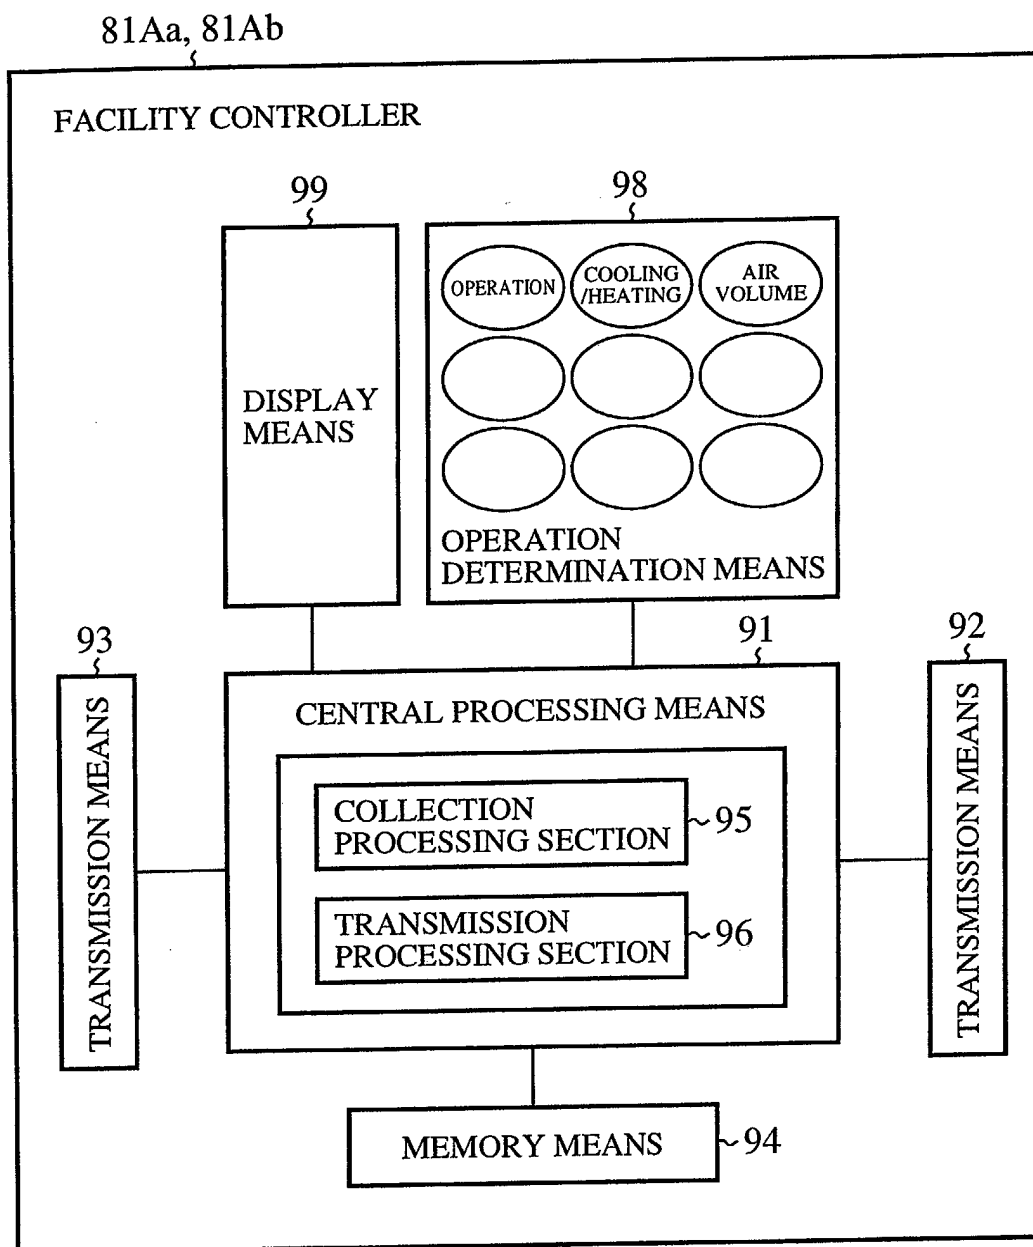 81Aa, 81Ab
FACILITY CONTROLLER
99
98
OPERATION
COOLING
/HEATING
AIR
VOLUME
DISPLAY
MEANS
OPERATION
DETERMINATION MEANS
93
91
92
TRANSMISSION MEANS
CENTRAL PROCESSING MEANS
TRANSMISSION MEANS
COLLECTION
PROCESSING SECTION
95
TRANSMISSION
PROCESSING SECTION
96
MEMORY MEANS
94